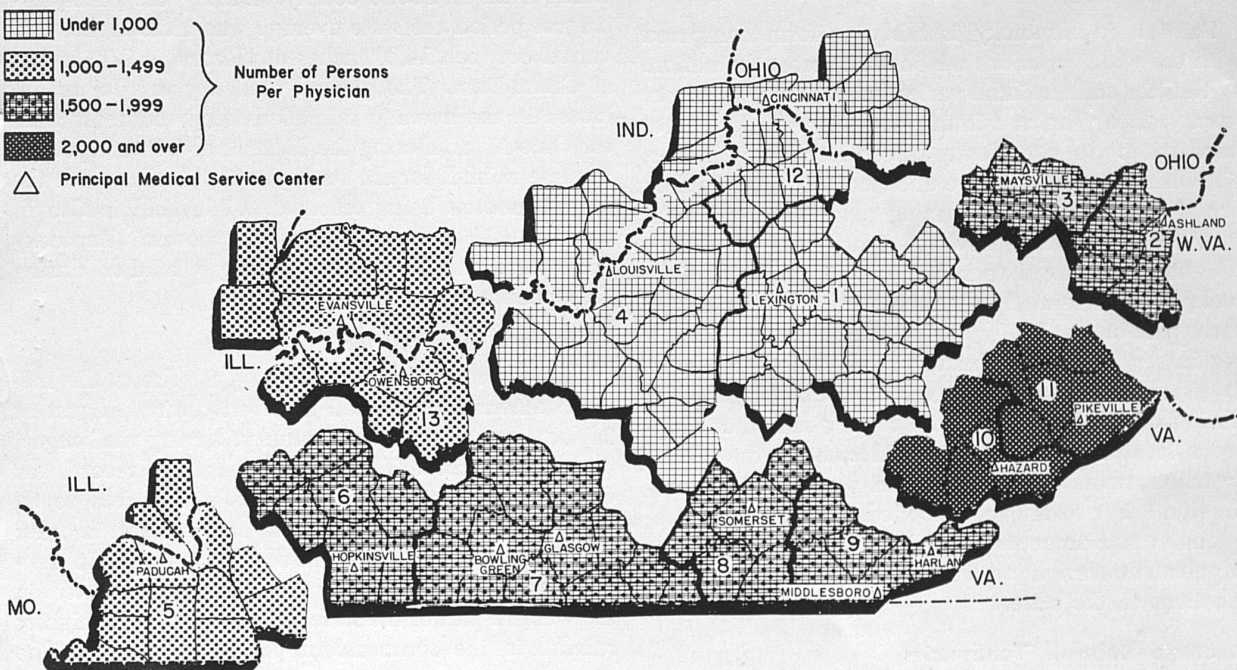 Under 1,000
1,000-1,499
1,500-1,999
2,000 and over
Number of Persons
Per Physician
△ Principal Medical Service Center
OHIO
△CINCINNATI
IND.
12
OHIO
MAYSVILLE
3
ASHLAND
2
W. VA.
LOUISVILLE
LEXINGTON
1
4
EVANSVILLE
ILL.
OWENSBORO
13
11
PIKEVILLE
10
VA.
HAZARD
ILL.
6
SOMERSET
HOPKINSVILLE
BOWLING
GREEN
GLASGOW
7
8
9
HARLAN
VA.
MIDDLESBORO
PADUCAH
5
MO.